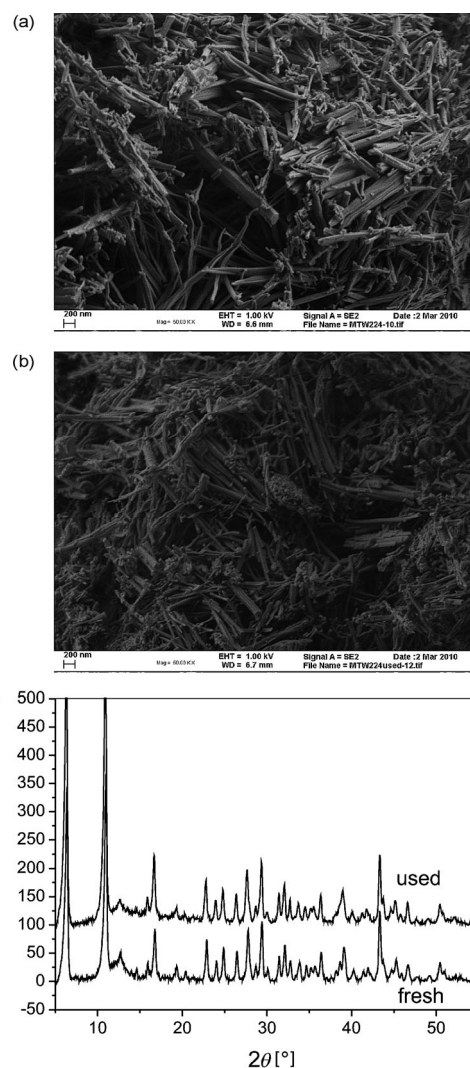 (a)
200 nm
Mag = 50.00 K X
EHT = 1.00 kV
WD = 6.6 mm
Signal A = SE2
File Name = MTW224-10.tif
Date :2 Mar 2010
(b)
200 nm
Mag = 50.00 K X
EHT = 1.00 kV
WD = 6.7 mm
Signal A = SE2
File Name = MTW224used-12.tif
Date :2 Mar 2010
500
450
400
350
300
250
200
150
100
50
0
-50
used
fresh
10 20 30 40 50
2θ [°]